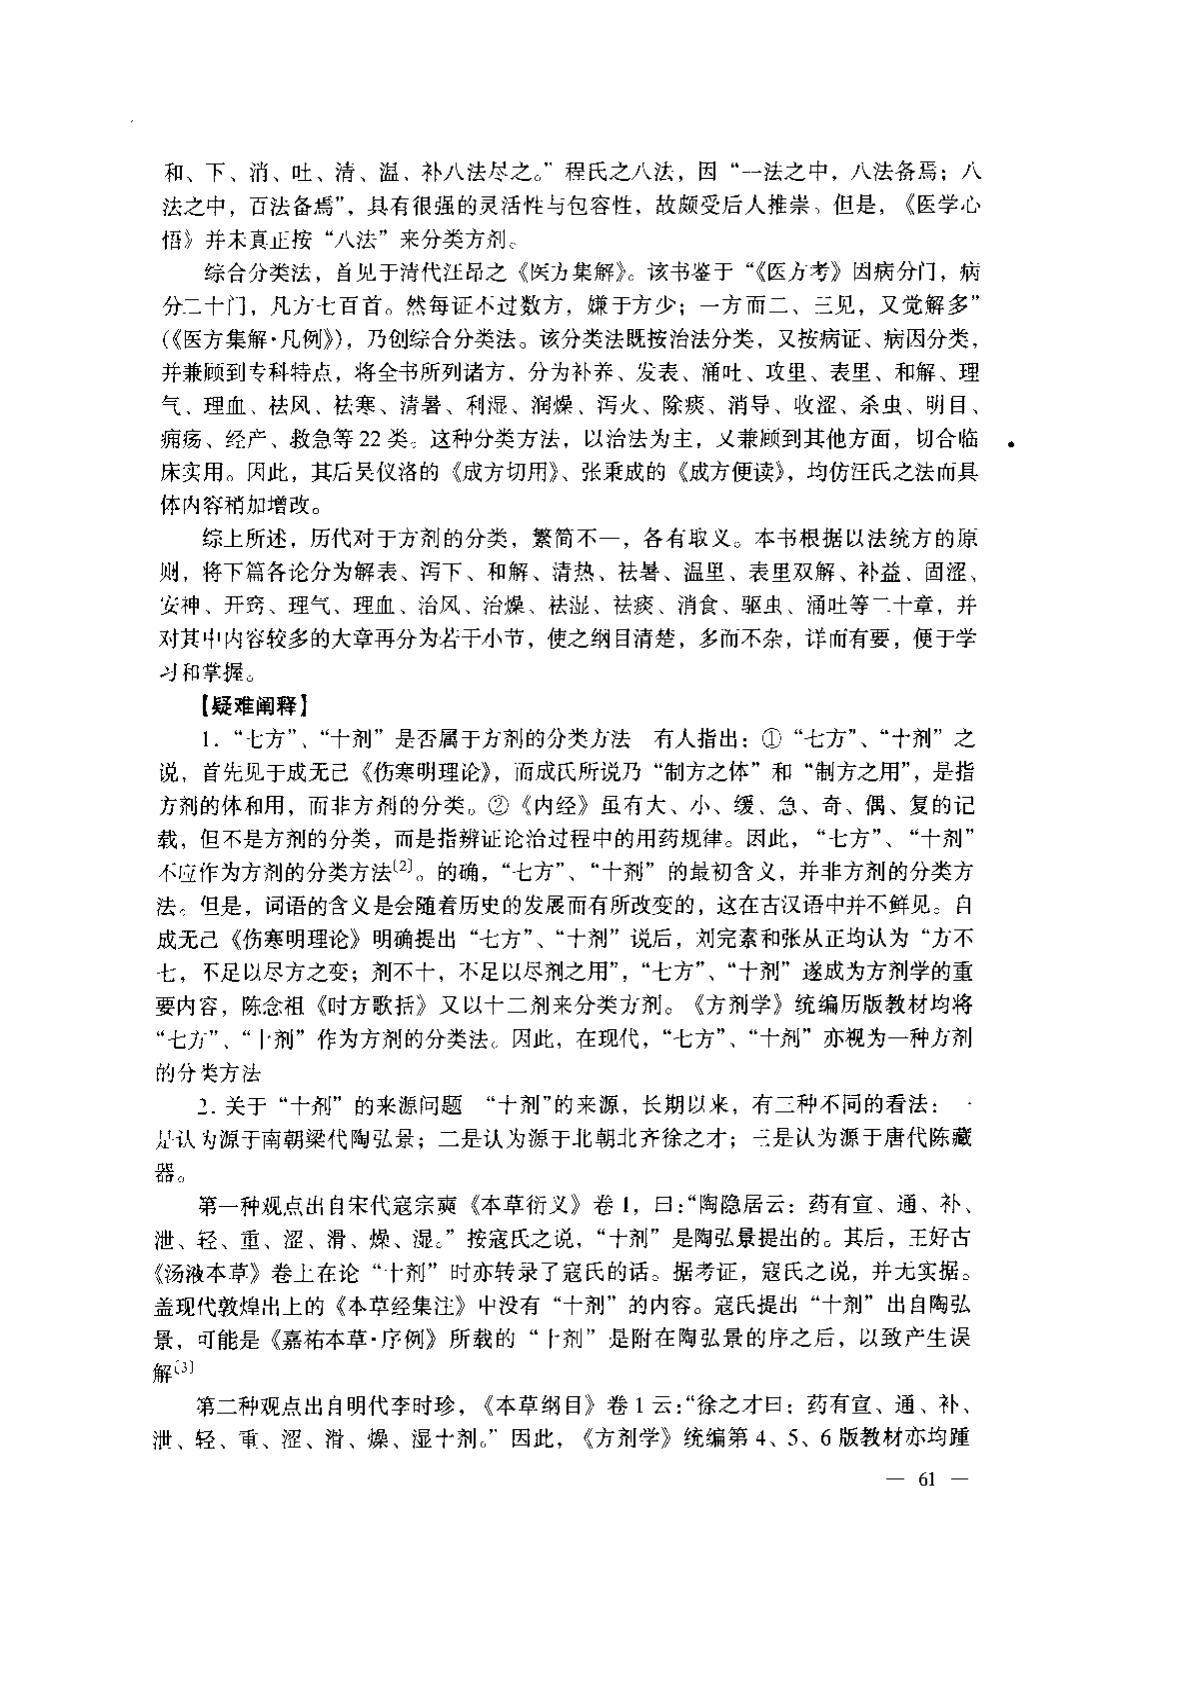 和、下、消、吐、清、温、补八法尽之。”程氏之八法，因“一法之中，八法备焉；八
法之中，百法备焉”，具有很强的灵活性与包容性，故颇受后人推崇。但是，《医学心
悟》并未真正按“八法”来分类方剂。
综合分类法，首见于清代汪昂之《医方集解》。该书鉴于“《医方考》因病分门，病
分二十门，凡方七百首。然每证不过数方，嫌于方少；一方而二、三见，又觉解多”
（《医方集解·凡例》），乃创综合分类法。该分类法既按治法分类，又按病证、病因分类，
并兼顾到专科特点，将全书所列诸方，分为补养、发表、涌吐、攻里、表里、和解、理
气、理血、祛风、祛寒、清暑、利湿、润燥、泻火、除痰、消导、收涩、杀虫、明目、
痈疡、经产、救急等 22 类。这种分类方法，以治法为主，又兼顾到其他方面，切合临
床实用。因此，其后吴仪洛的《成方切用》、张秉成的《成方便读》，均仿汪氏之法而具
体内容稍加增改。
综上所述，历代对于方剂的分类，繁简不一，各有取义。本书根据以法统方的原
则，将下篇各论分为解表、泻下、和解、清热、祛暑、温里、表里双解、补益、固涩、
安神、开窍、理气、理血、治风、治燥、祛湿、祛痰、消食、驱虫、涌吐等二十章，并
对其中内容较多的大章再分为若干小节，使之纲目清楚，多而不杂，详而有要，便于学
习和掌握。
【疑难阐释】
1.“七方”、“十剂”是否属于方剂的分类方法　有人指出：①“七方”、“十剂”之
说，首先见于成无己《伤寒明理论》，而成氏所说乃“制方之体”和“制方之用”，是指
方剂的体和用，而非方剂的分类。②《内经》虽有大、小、缓、急、奇、偶、复的记
载，但不是方剂的分类，而是指辨证论治过程中的用药规律。因此，“七方”、“十剂”
不应作为方剂的分类方法〔2〕。的确，“七方”、“十剂”的最初含义，并非方剂的分类方
法。但是，词语的含义是会随着历史的发展而有所改变的，这在古汉语中并不鲜见。自
成无己《伤寒明理论》明确提出“七方”、“十剂”说后，刘完素和张从正均认为“方不
七，不足以尽方之变；剂不十，不足以尽剂之用”，“七方”、“十剂”遂成为方剂学的重
要内容，陈念祖《时方歌括》又以十二剂来分类方剂。《方剂学》统编历版教材均将
“七方”、“十剂”作为方剂的分类法。因此，在现代，“七方”、“十剂”亦视为一种方剂
的分类方法
2. 关于“十剂”的来源问题　“十剂”的来源，长期以来，有三种不同的看法：一
是认为源于南朝梁代陶弘景；二是认为源于北朝北齐徐之才；三是认为源于唐代陈藏
器。
第一种观点出自宋代寇宗奭《本草衍义》卷 1，曰：“陶隐居云：药有宣、通、补、
泄、轻、重、涩、滑、燥、湿。”按寇氏之说，“十剂”是陶弘景提出的。其后，王好古
《汤液本草》卷上在论“十剂”时亦转录了寇氏的话。据考证，寇氏之说，并无实据。
盖现代敦煌出土的《本草经集注》中没有“十剂”的内容。寇氏提出“十剂”出自陶弘
景，可能是《嘉祐本草·序例》所载的“十剂”是附在陶弘景的序之后，以致产生误
解〔3〕
第二种观点出自明代李时珍，《本草纲目》卷 1 云：“徐之才曰：药有宣、通、补、
泄、轻、重、涩、滑、燥、湿十剂。”因此，《方剂学》统编第 4、5、6 版教材亦均踵
— 61 —